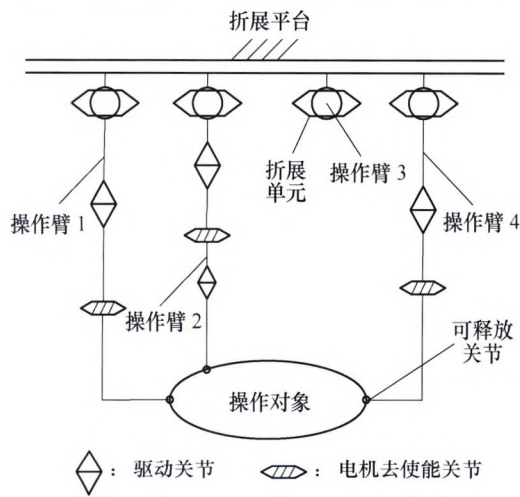 折展平台
折展
单元
操作臂 3
操作臂 1
操作臂 4
操作臂 2
可释放
关节
操作对象
： 驱动关节
： 电机去使能关节